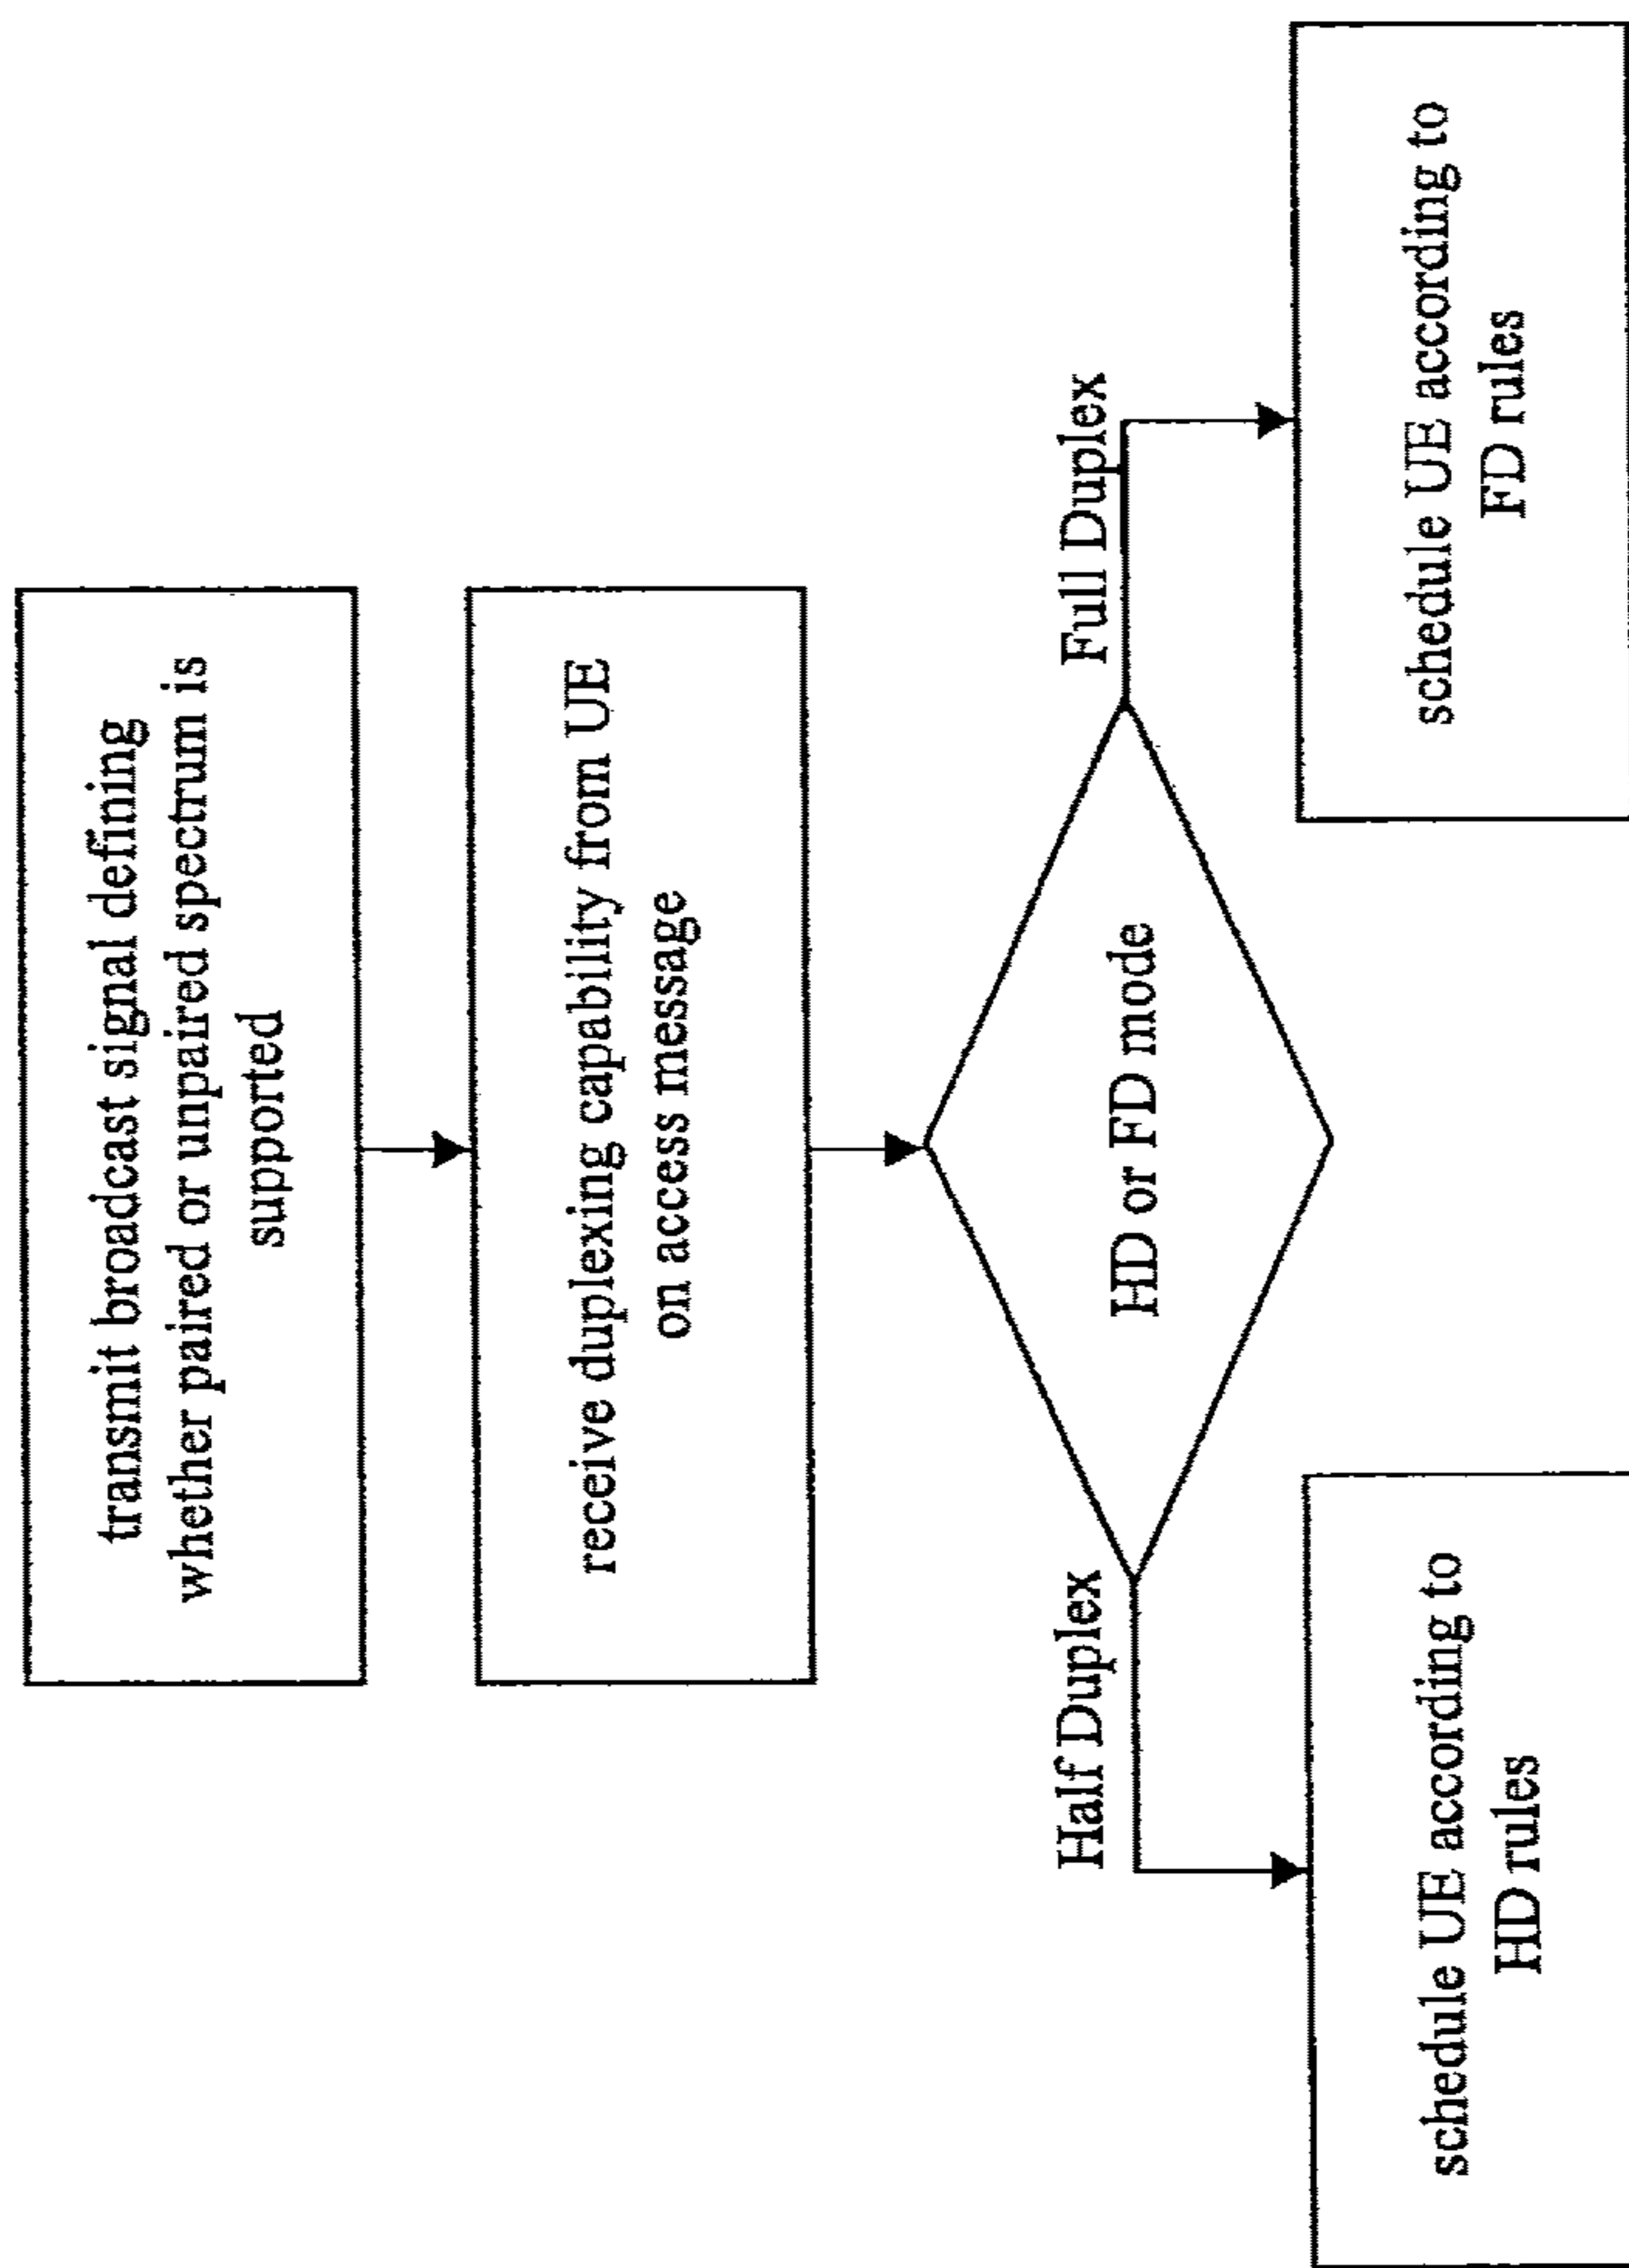 transmit broadcast signal defining
whether paired or unpaired spectrum is
supported
receive duplexing capability from UE
on access message
HD or FD mode
Half Duplex
Full Duplex
schedule UE according to
HD rules
schedule UE according to
FD rules